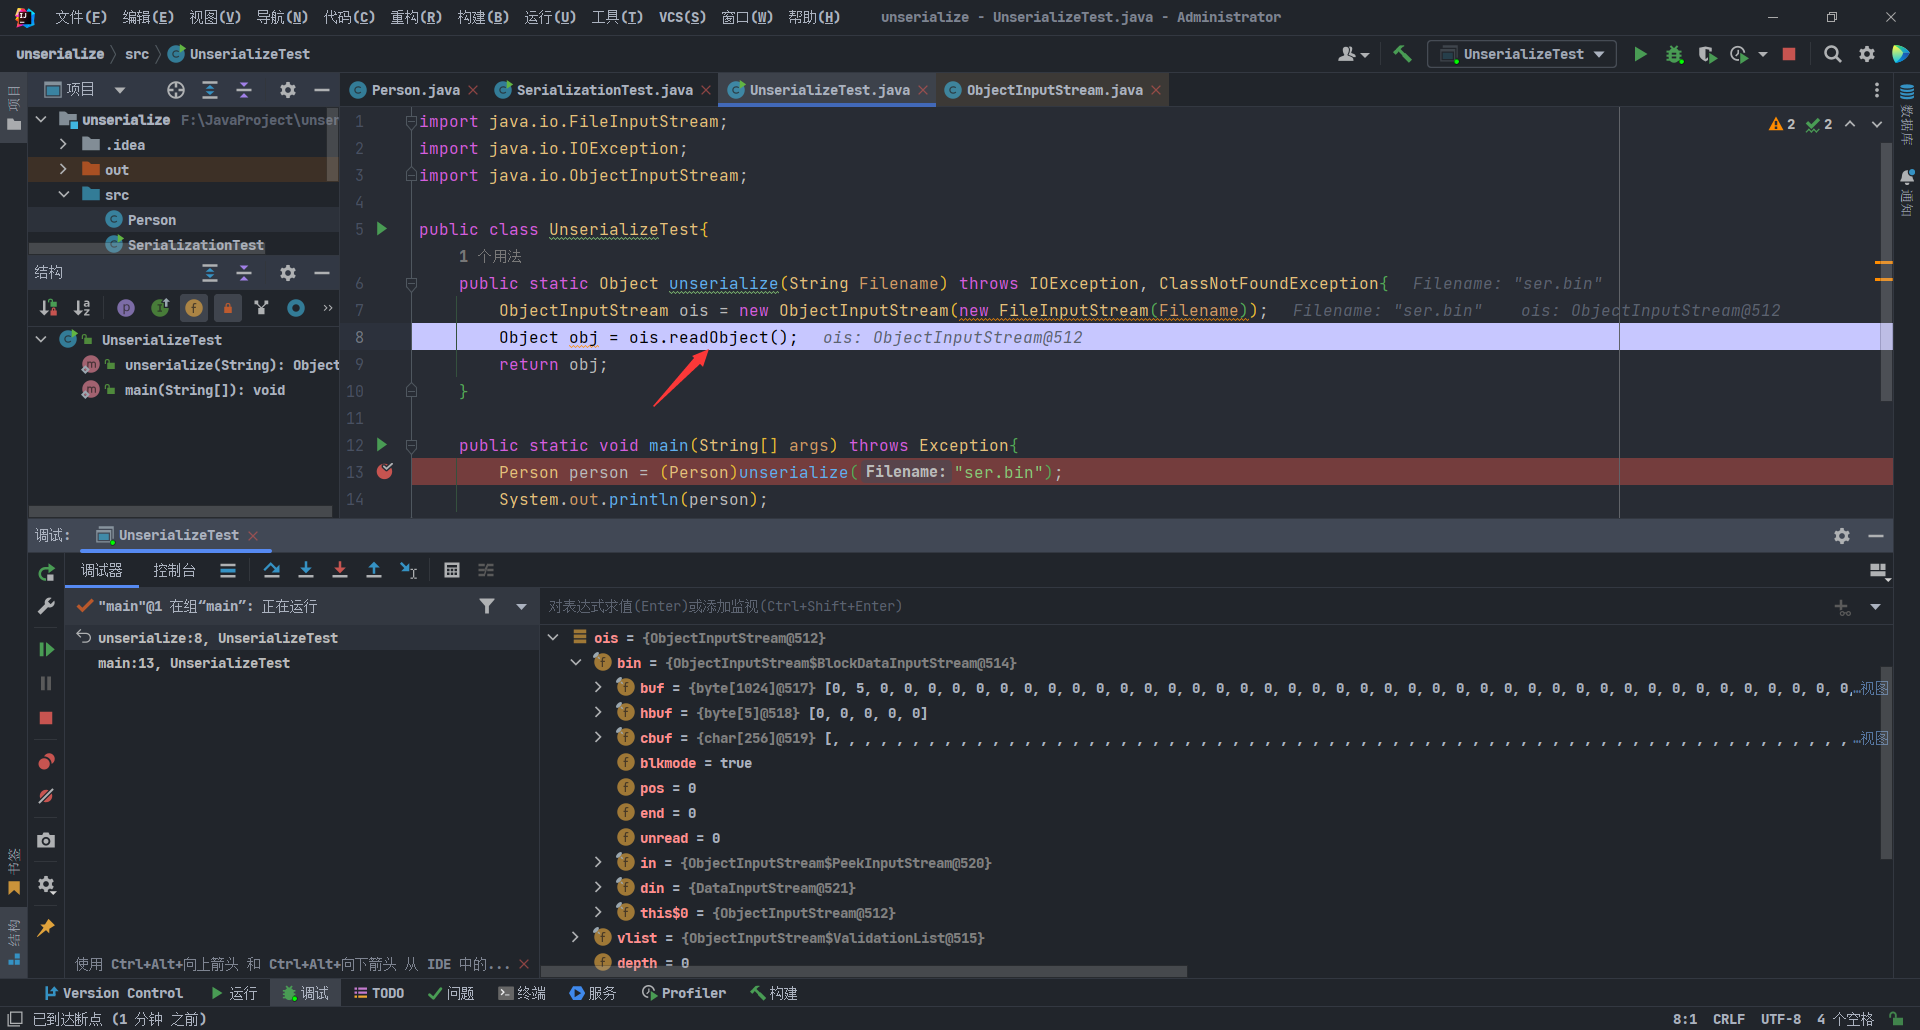 文件(F) 编辑(E) 视图(V) 导航(N) 代码(C) 重构(R) 构建(B) 运行(U) 工具(T) VCS(S) 窗口(W) 帮助(H) unserialize - UnserializeTest.java - Administrator
unserialize src UnserializeTest
UnserializeTest
项目
Person.java SerializationTest.java UnserializeTest.java ObjectInputStream.java
项目
unserialize F:\JavaProject\unser
.idea
out
src
Person
SerializationTest
结构
UnserializeTest
unserialize(String): Object
main(String[]): void
1 import java.io.FileInputStream;
2 import java.io.IOException;
3 import java.io.ObjectInputStream;
4
5 public class UnserializeTest{
1 个用法
6 public static Object unserialize(String Filename) throws IOException, ClassNotFoundException{ Filename: "ser.bin"
7 ObjectInputStream ois = new ObjectInputStream(new FileInputStream(Filename)); Filename: "ser.bin" ois: ObjectInputStream@512
8 Object obj = ois.readObject(); ois: ObjectInputStream@512
9 return obj;
10 }
11
12 public static void main(String[] args) throws Exception{
13 Person person = (Person)unserialize( Filename: "ser.bin");
14 System.out.println(person);
2 2
数据库
通知
调试: UnserializeTest
调试器 控制台
"main"@1 在组“main”: 正在运行
unserialize:8, UnserializeTest
main:13, UnserializeTest
使用 Ctrl+Alt+向上箭头 和 Ctrl+Alt+向下箭头 从 IDE 中的...
对表达式求值(Enter)或添加监视(Ctrl+Shift+Enter)
ois = {ObjectInputStream@512}
bin = {ObjectInputStream$BlockDataInputStream@514}
buf = {byte[1024]@517} [0, 5, 0, 0, 0, 0, 0, 0, 0, 0, 0, 0, 0, 0, 0, 0, 0, 0, 0, 0, 0, 0, 0, 0, 0, 0, 0, 0, 0, 0, 0, 0, 0, 0, 0, 0, 0, 0, 0, 0, 0, 0, 0, ...视图
hbuf = {byte[5]@518} [0, 0, 0, 0, 0]
cbuf = {char[256]@519} [, , , , , , , , , , , , , , , , , , , , , , , , , , , , , , , , , , , , , , , , , , , , , , , , , , , , , , , , , , , , , , , , ...视图
blkmode = true
pos = 0
end = 0
unread = 0
in = {ObjectInputStream$PeekInputStream@520}
din = {DataInputStream@521}
this$0 = {ObjectInputStream@512}
vlist = {ObjectInputStream$ValidationList@515}
depth = 0
书签
结构
Version Control 运行 调试 TODO 问题 终端 服务 Profiler 构建
已到达断点 (1 分钟 之前) 8:1 CRLF UTF-8 4 个空格